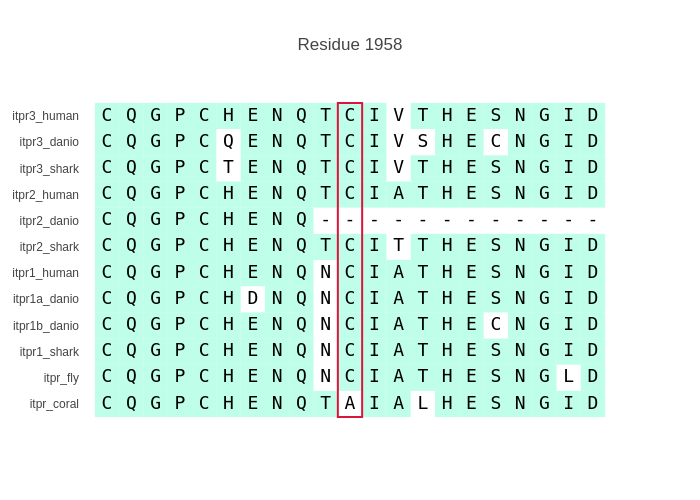 Residue 1958
itpr3_human C Q G P C H E N Q T C I V T H E S N G I D
itpr3_danio C Q G P C Q E N Q T C I V S H E C N G I D
itpr3_shark C Q G P C T E N Q T C I V T H E S N G I D
itpr2_human C Q G P C H E N Q T C I A T H E S N G I D
itpr2_danio C Q G P C H E N Q - - - - - - - - - - - -
itpr2_shark C Q G P C H E N Q T C I T T H E S N G I D
itpr1_human C Q G P C H E N Q N C I A T H E S N G I D
itpr1a_danio C Q G P C H D N Q N C I A T H E S N G I D
itpr1b_danio C Q G P C H E N Q N C I A T H E C N G I D
itpr1_shark C Q G P C H E N Q N C I A T H E S N G I D
itpr_fly C Q G P C H E N Q N C I A T H E S N G L D
itpr_coral C Q G P C H E N Q T A I A L H E S N G I D